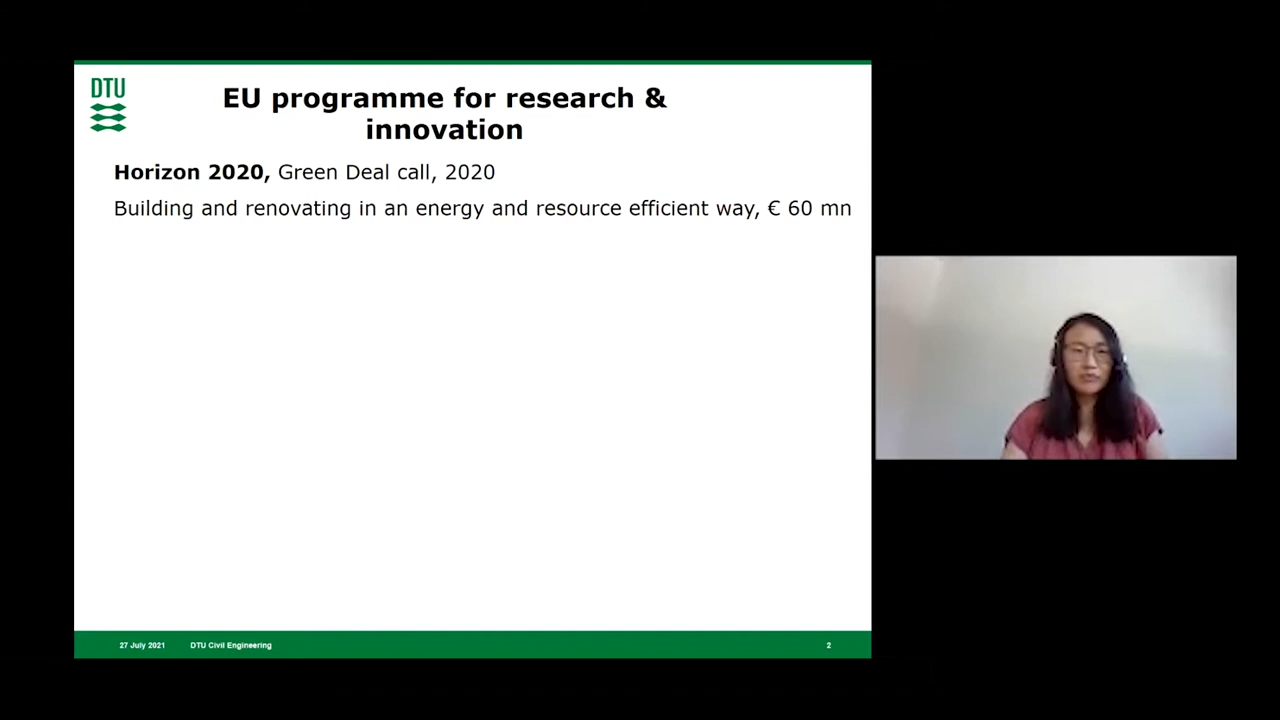 DTU
EU programme for research &
innovation
Horizon 2020, Green Deal call, 2020
Building and renovating in an energy and resource efficient way, € 60 mn
27 July 2021 DTU Civil Engineering 2